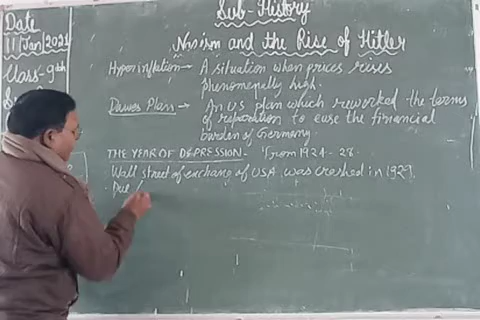 Date
11/Jan/2021
Class-9th
Sub-History
Nazism and the Rise of Hitler
Hyperinflation → A situation when prices rises
phenomenally high.
Dawes Plan → An US plan which reworked the terms
of reparation to ease the financial
burden of Germany.
THE YEAR OF DEPRESSION - From 1924-28.
Wall street of exchange of USA was crashed in 1929.
Due